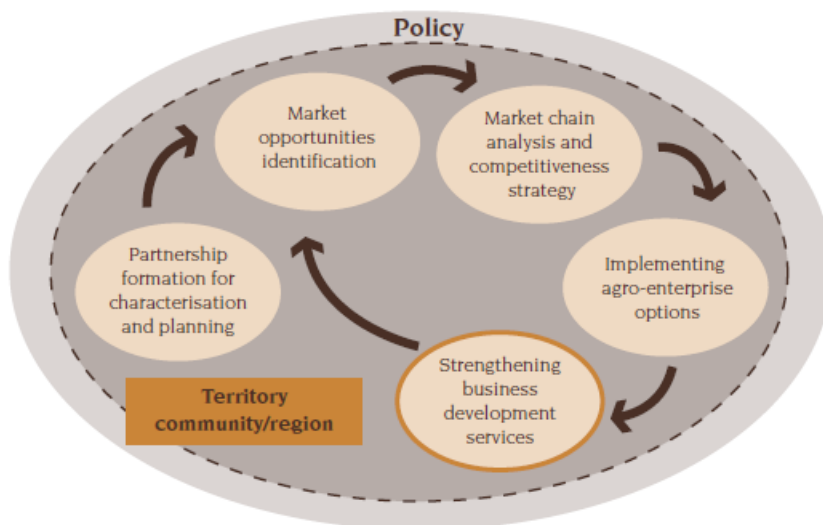 Policy
Market
opportunities
identification
Market chain
analysis and
competitiveness
strategy
Partnership
formation for
characterisation
and planning
Implementing
agro-enterprise
options
Strengthening
business
development
services
Territory
community/region